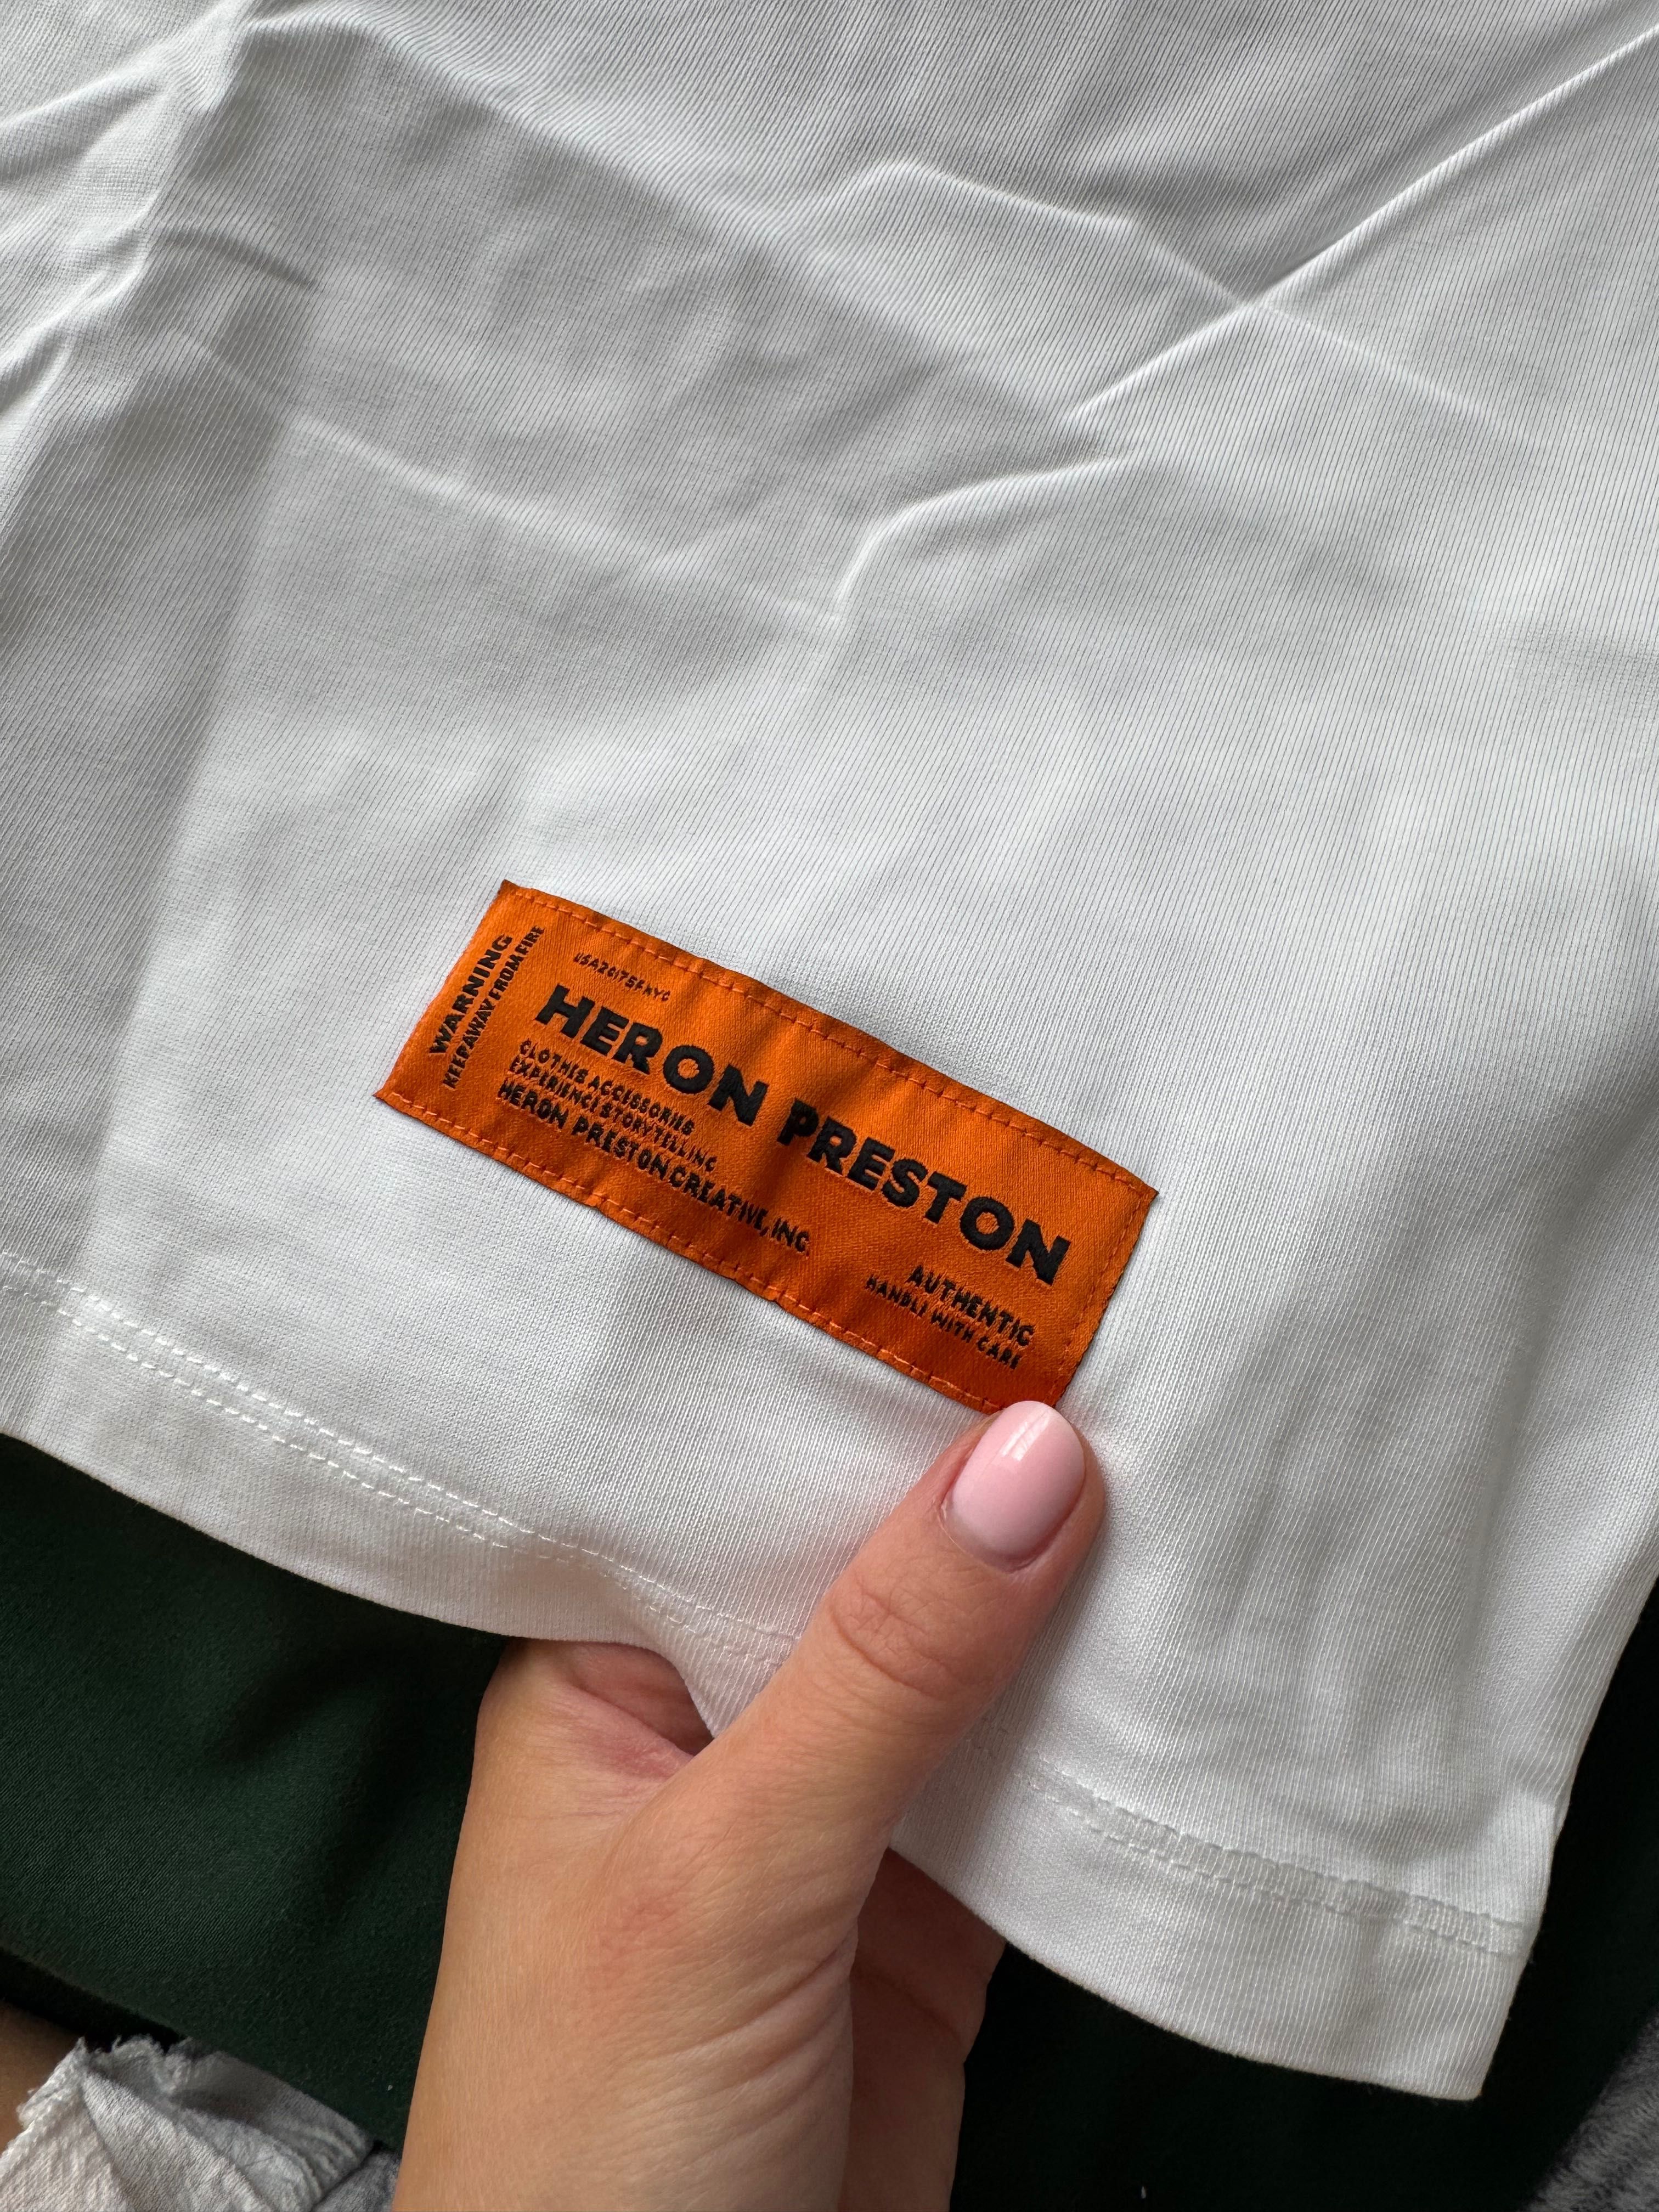 WARNING
KEEP AWAY FROM FIRE
USA2017SFNYC
HERON PRESTON
CLOTHES ACCESSORIES
EXPERIENCE STORYTELLING
HERON PRESTON CREATIVE, INC
AUTHENTIC
HANDLE WITH CARE